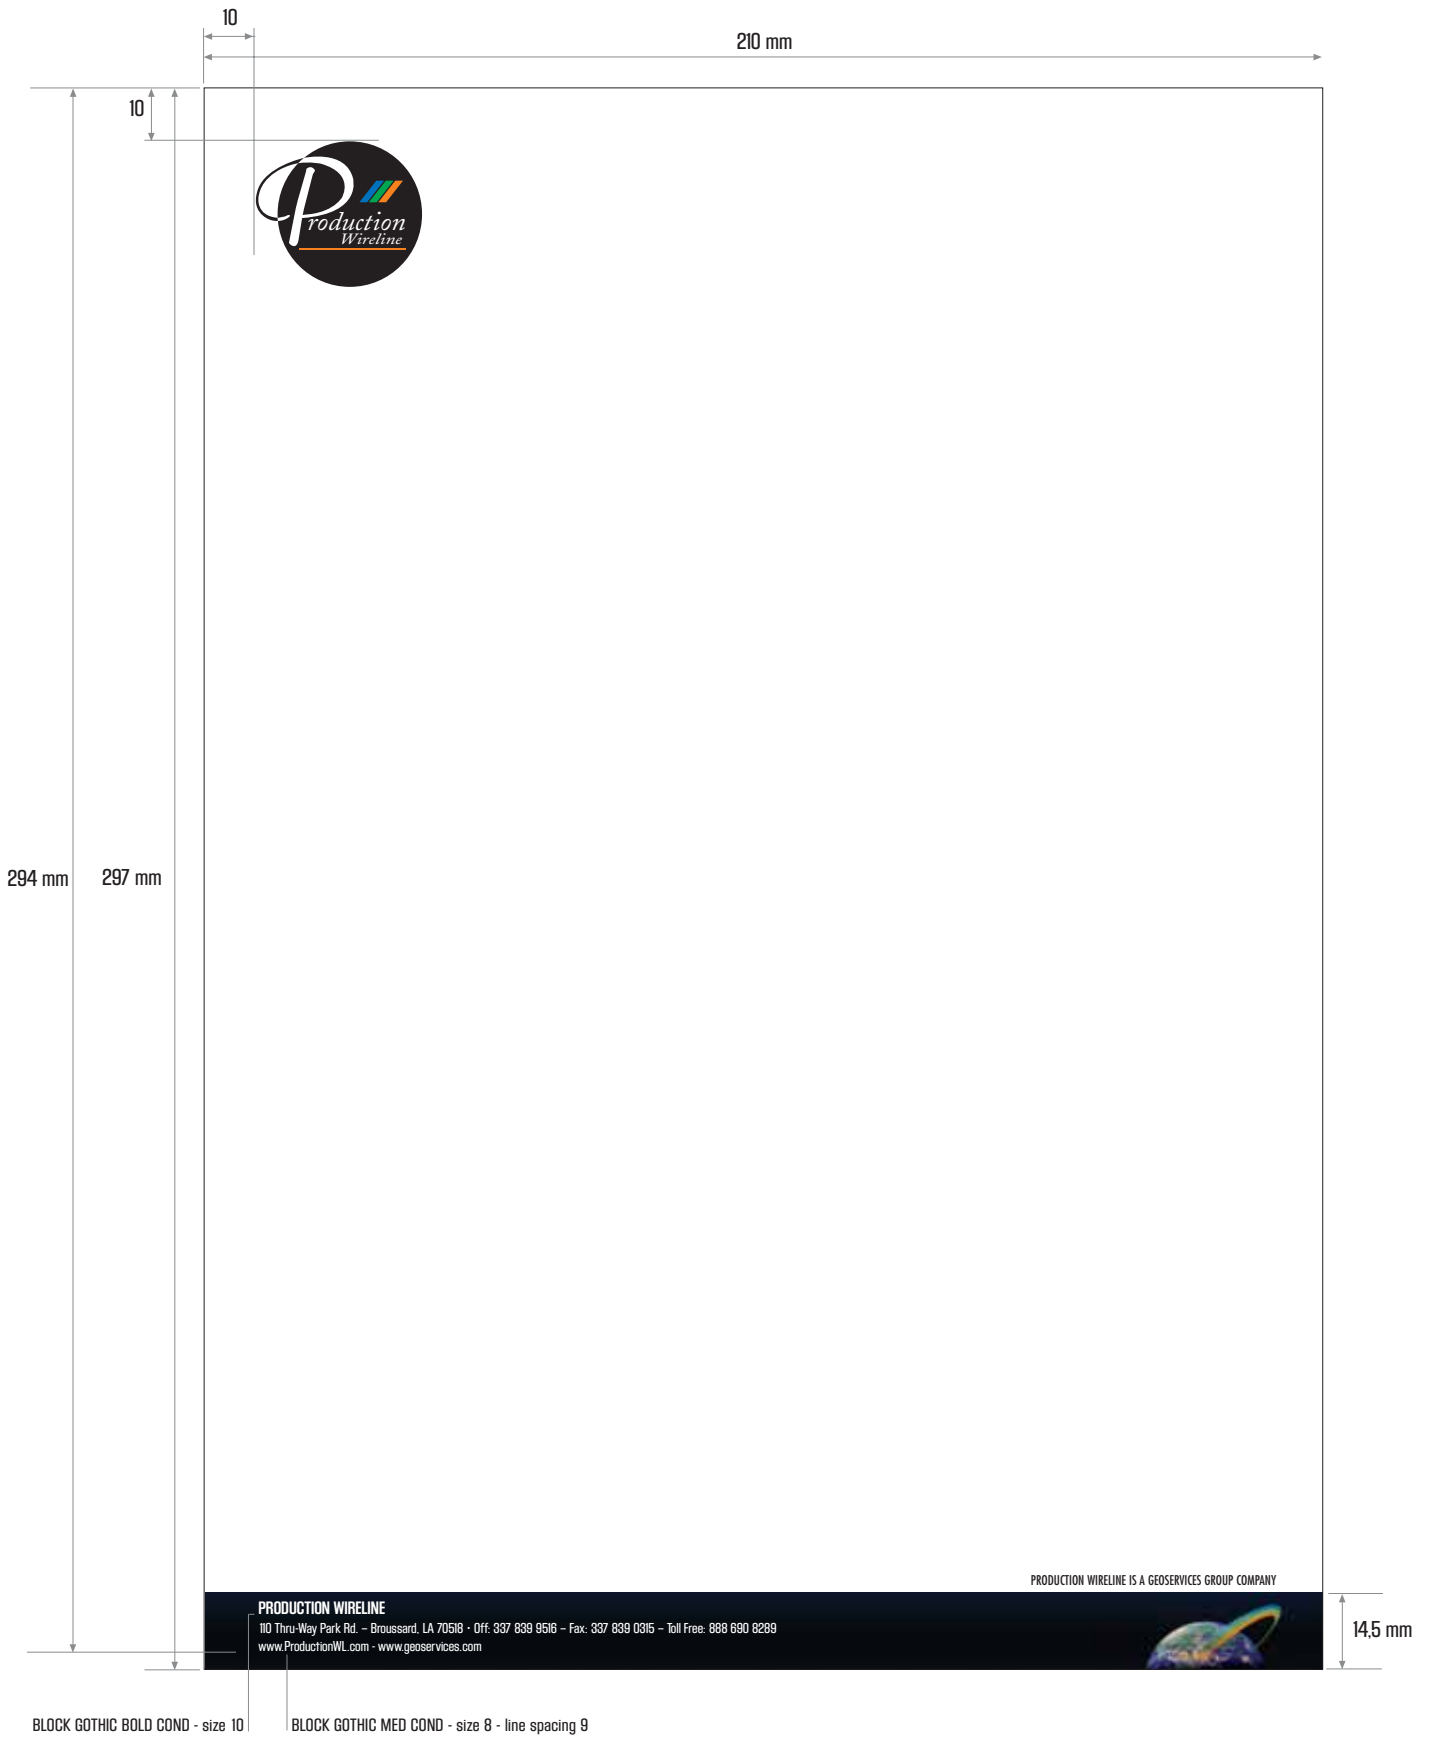 10
210 mm
10
Production
Wireline
294 mm
297 mm
PRODUCTION WIRELINE IS A GEOSERVICES GROUP COMPANY
PRODUCTION WIRELINE
110 Thru-Way Park Rd. – Broussard, LA 70518 · Off: 337 839 9516 – Fax: 337 839 0315 – Toll Free: 888 690 8289
www.ProductionWL.com - www.geoservices.com
14,5 mm
BLOCK GOTHIC BOLD COND - size 10
BLOCK GOTHIC MED COND - size 8 - line spacing 9